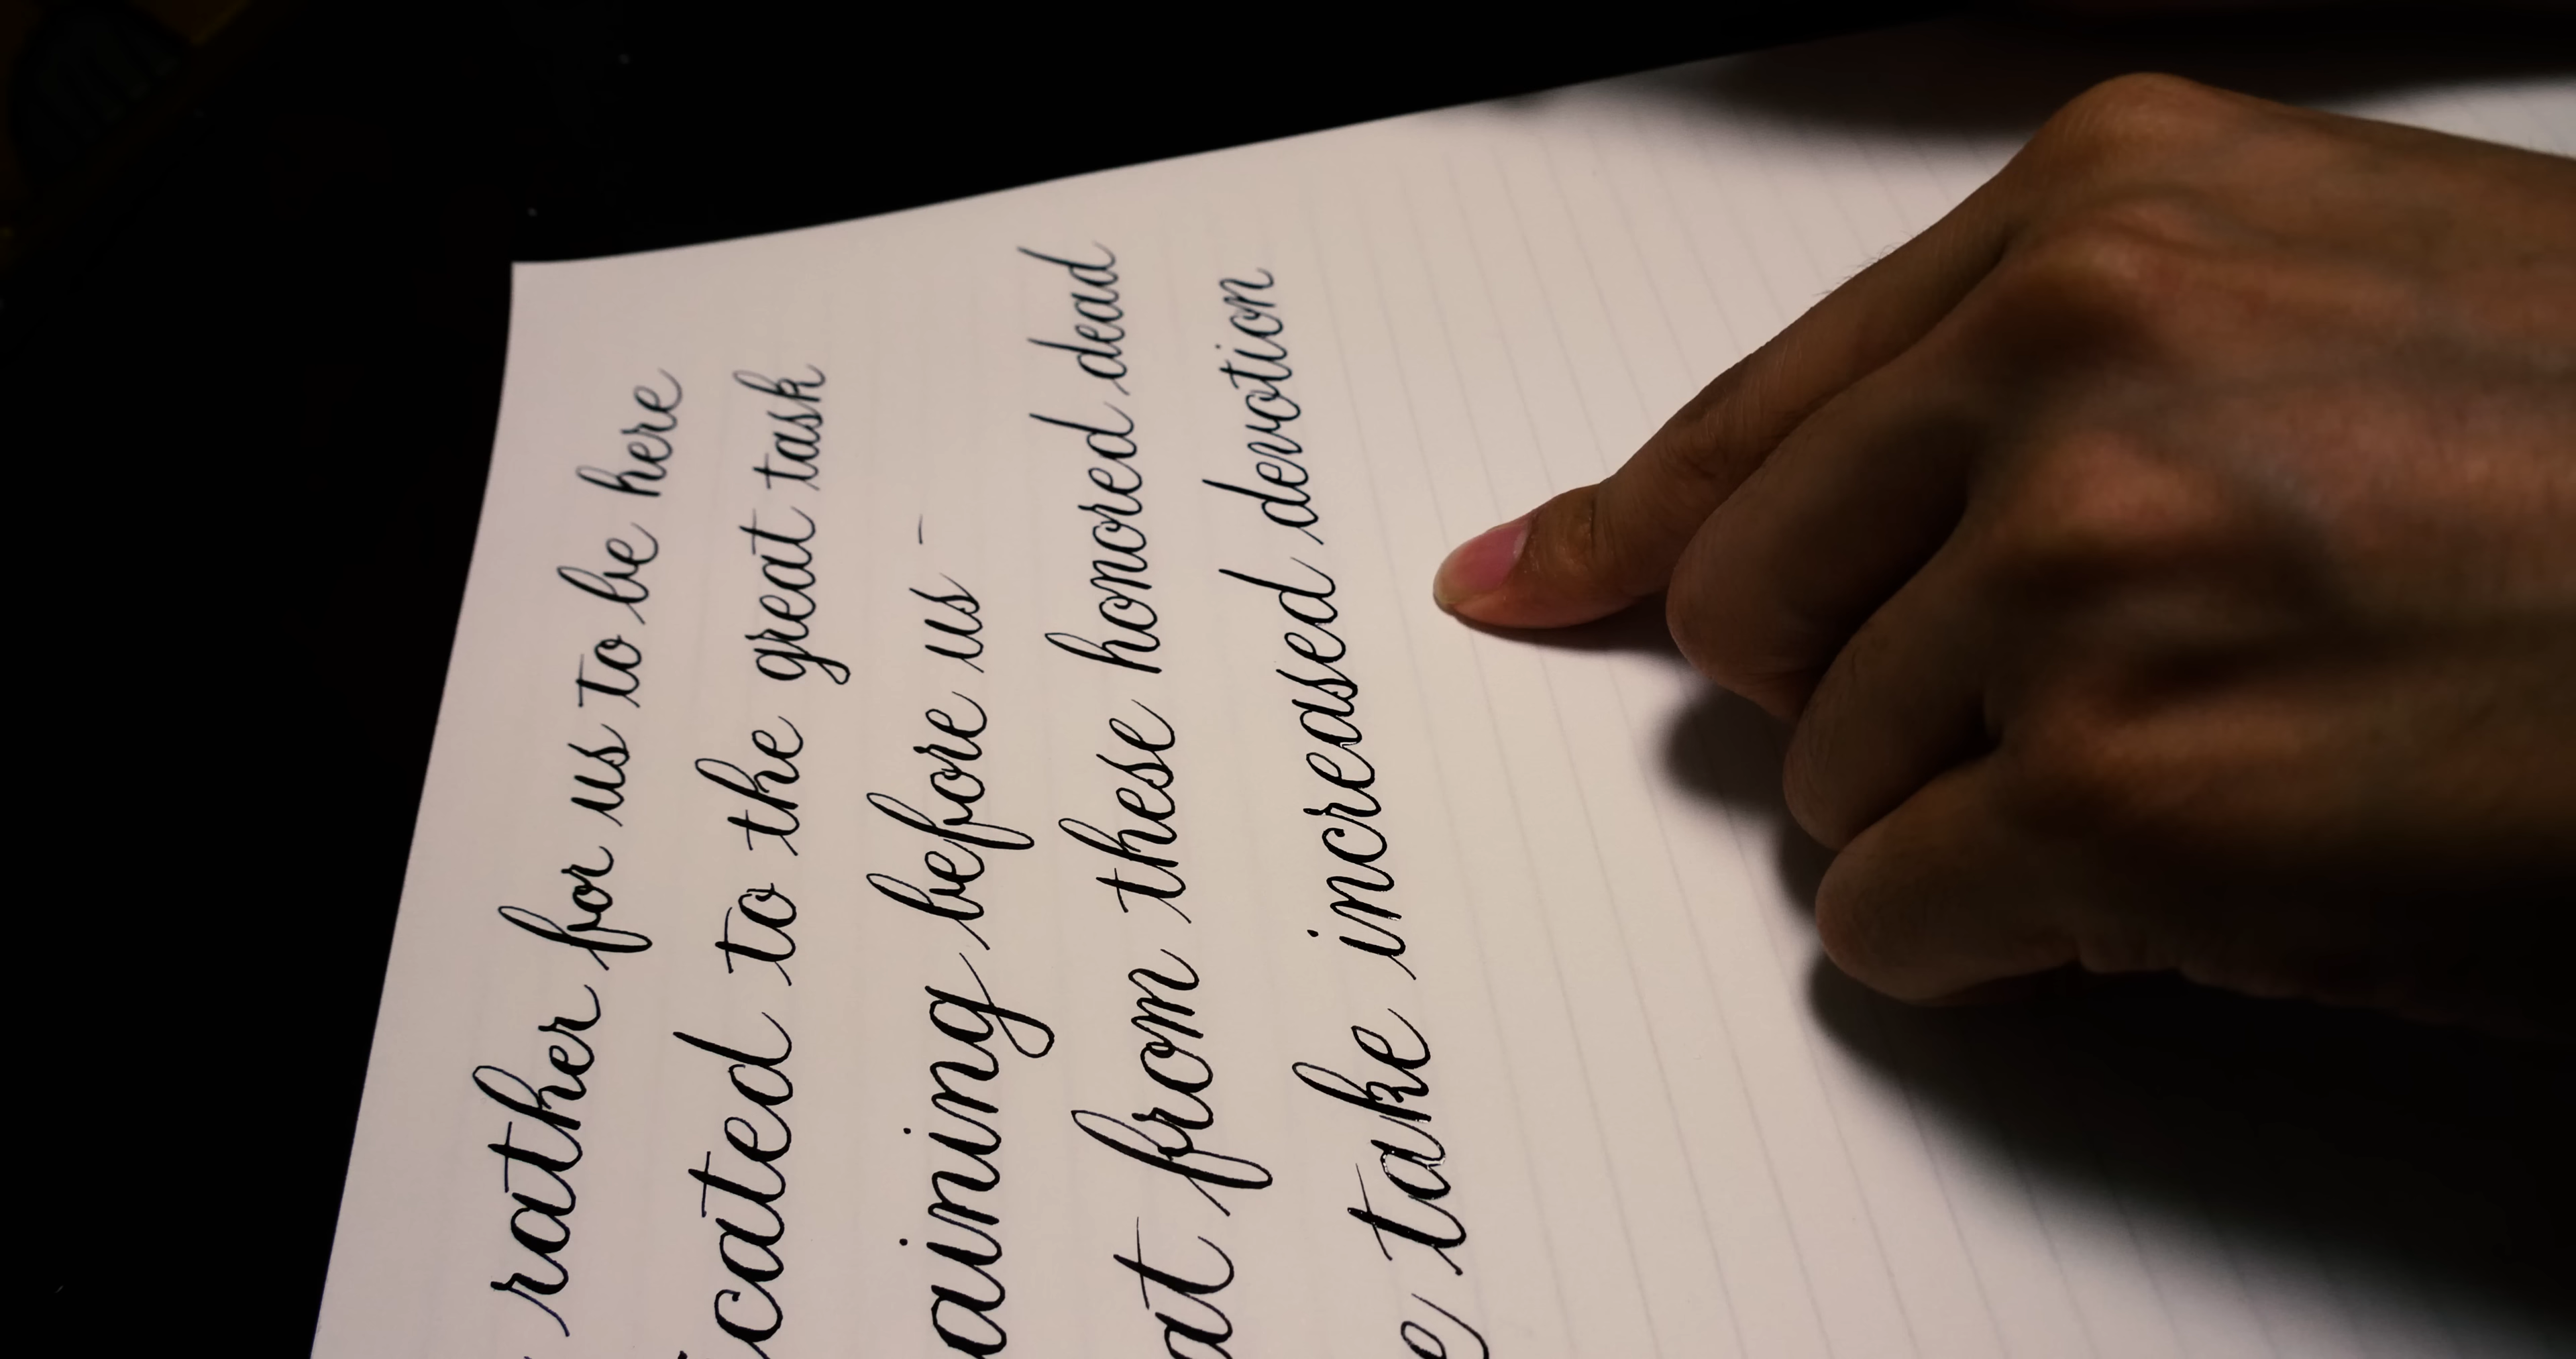 rather for us to be here
icated to the great task
aining before us —
at from these honored dead
e take increased devotion